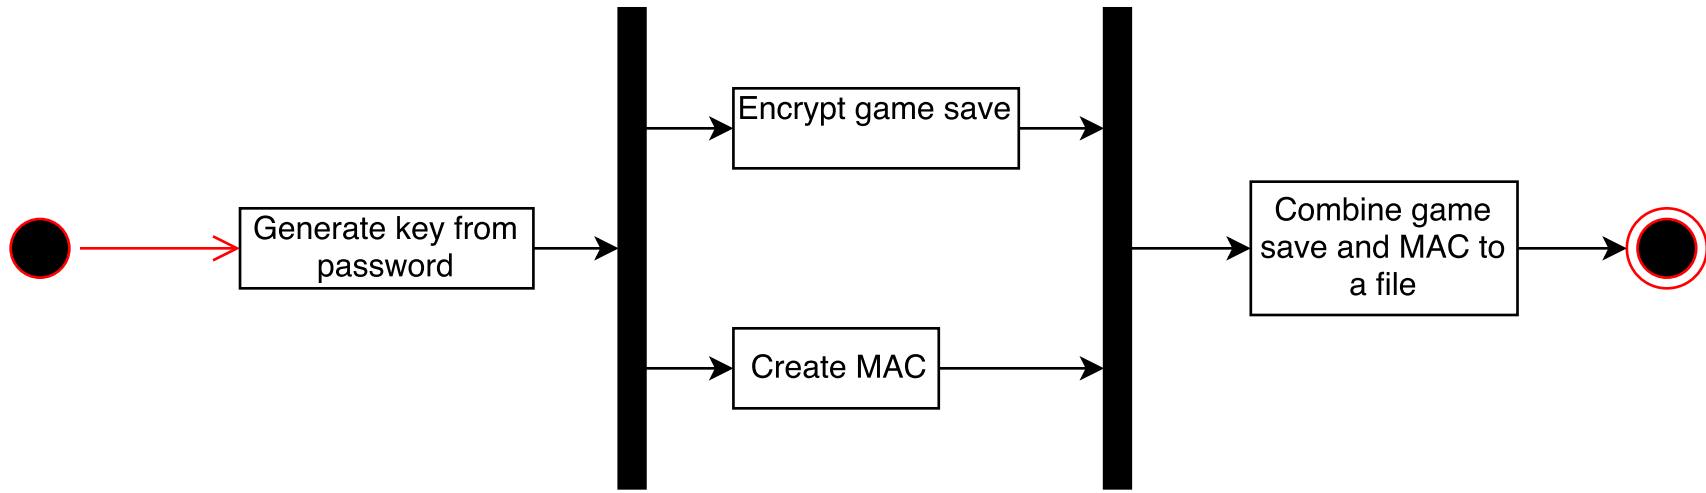 Generate key from
password
Encrypt game save
Create MAC
Combine game
save and MAC to
a file